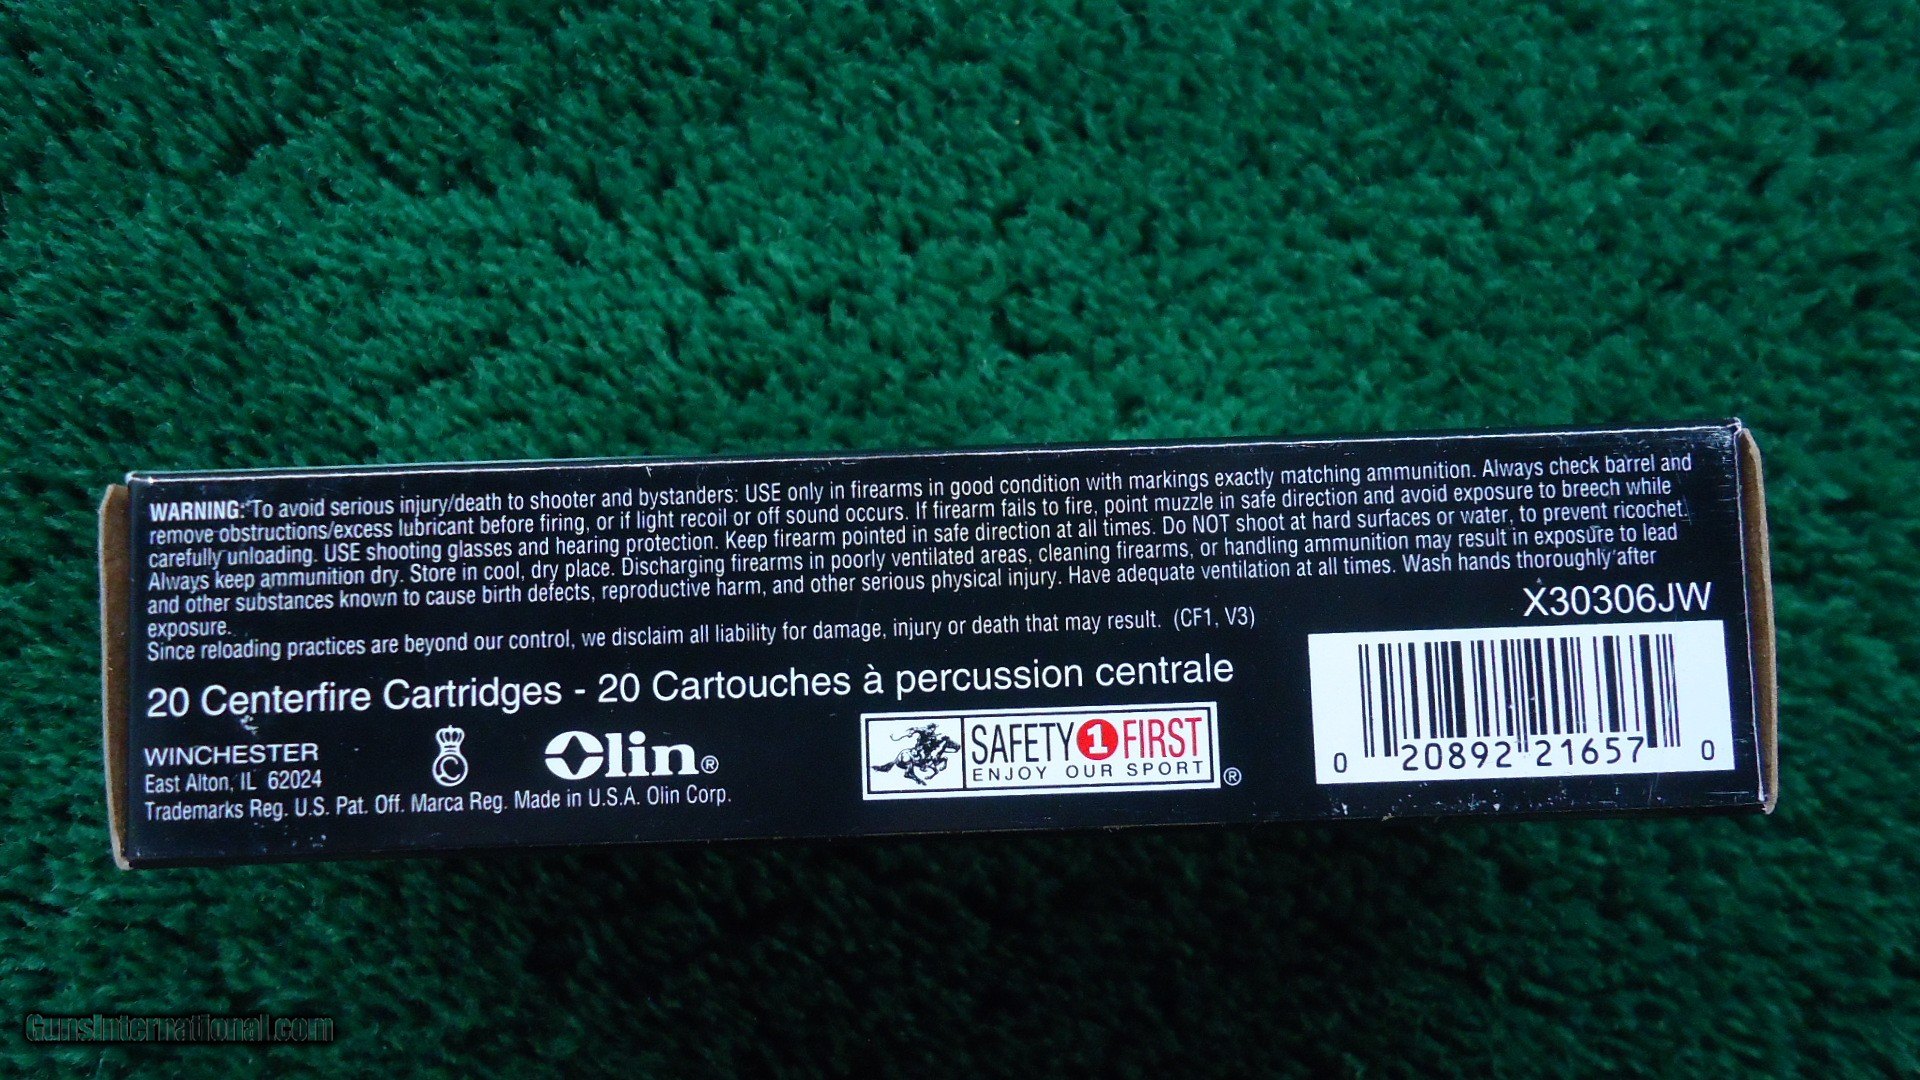 WARNING: To avoid serious injury/death to shooter and bystanders: USE only in firearms in good condition with markings exactly matching ammunition. Always check barrel and
remove obstructions/excess lubricant before firing, or if light recoil or off sound occurs. If firearm fails to fire, point muzzle in safe direction and avoid exposure to breech while
carefully unloading. USE shooting glasses and hearing protection. Keep firearm pointed in safe direction at all times. Do NOT shoot at hard surfaces or water, to prevent ricochet.
Always keep ammunition dry. Store in cool, dry place. Discharging firearms in poorly ventilated areas, cleaning firearms, or handling ammunition may result in exposure to lead
and other substances known to cause birth defects, reproductive harm, and other serious physical injury. Have adequate ventilation at all times. Wash hands thoroughly after
exposure.
Since reloading practices are beyond our control, we disclaim all liability for damage, injury or death that may result. (CF1, V3)
X30306JW
20 Centerfire Cartridges - 20 Cartouches à percussion centrale
WINCHESTER
East Alton, IL 62024
Trademarks Reg. U.S. Pat. Off. Marca Reg. Made in U.S.A. Olin Corp.
C
Olin®
SAFETY 1 FIRST
ENJOY OUR SPORT ®
0 20892 21657 0
GunsInternational.com